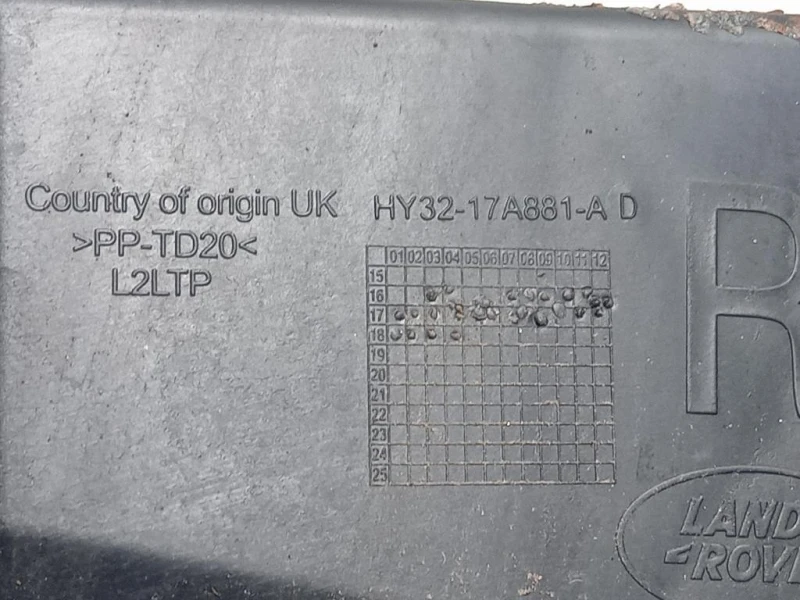 Country of origin UK HY32-17A881-A D
>PP-TD20<
L2LTP
01 02 03 04 05 06 07 08 09 10 11 12
15
16
17
18
19
20
21
22
23
24
25
R
LAND
ROVE